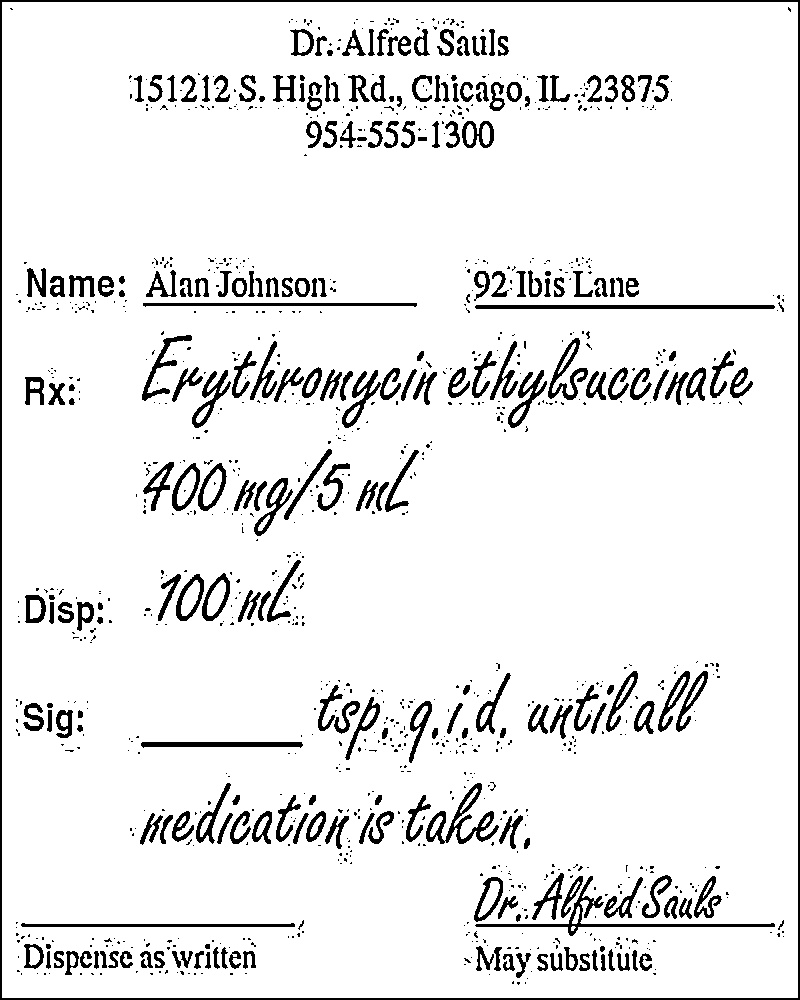 Dr. Alfred Sauls
151212 S. High Rd., Chicago, IL 23875
954-555-1300
Name: Alan Johnson 92 Ibis Lane
Rx: Erythromycin ethylsuccinate
400 mg/5 mL
Disp: 100 mL
Sig: ______ tsp. q.i.d. until all
medication is taken.
Dr. Alfred Sauls
Dispense as written May substitute